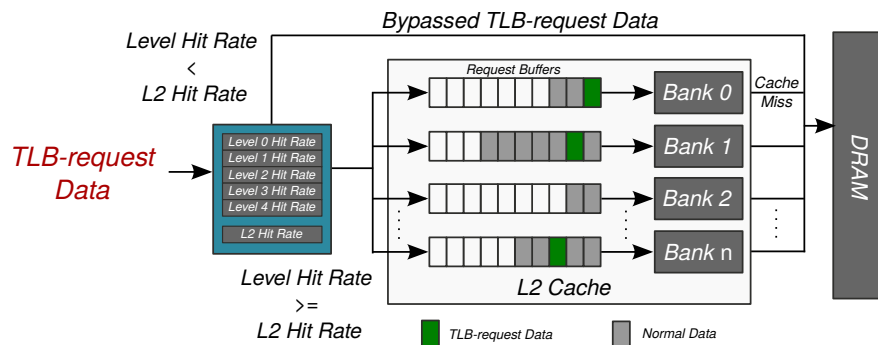 Bypassed TLB-request Data
Level Hit Rate
<
L2 Hit Rate
Request Buffers
Bank 0
Cache
Miss
Level 0 Hit Rate
Level 1 Hit Rate
Level 2 Hit Rate
Level 3 Hit Rate
Level 4 Hit Rate
L2 Hit Rate
TLB-request
Data
Bank 1
DRAM
Bank 2
Bank n
Level Hit Rate
>=
L2 Hit Rate
L2 Cache
TLB-request Data
Normal Data